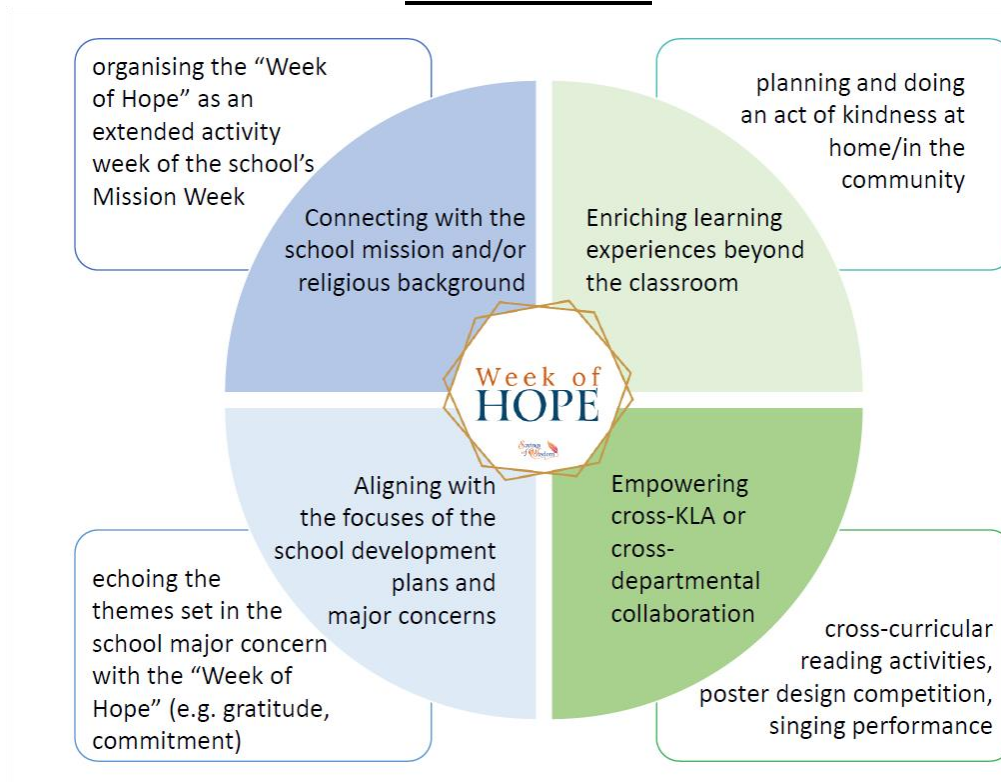 organising the “Week
of Hope” as an
extended activity
week of the school’s
Mission Week
planning and doing
an act of kindness at
home/in the
community
Connecting with the
school mission and/or
religious background
Enriching learning
experiences beyond
the classroom
Week of
HOPE
Sayings
of Wisdom
Aligning with
the focuses of the
school development
plans and
major concerns
Empowering
cross-KLA or
cross-
departmental
collaboration
echoing the
themes set in the
school major concern
with the “Week of
Hope” (e.g. gratitude,
commitment)
cross-curricular
reading activities,
poster design competition,
singing performance